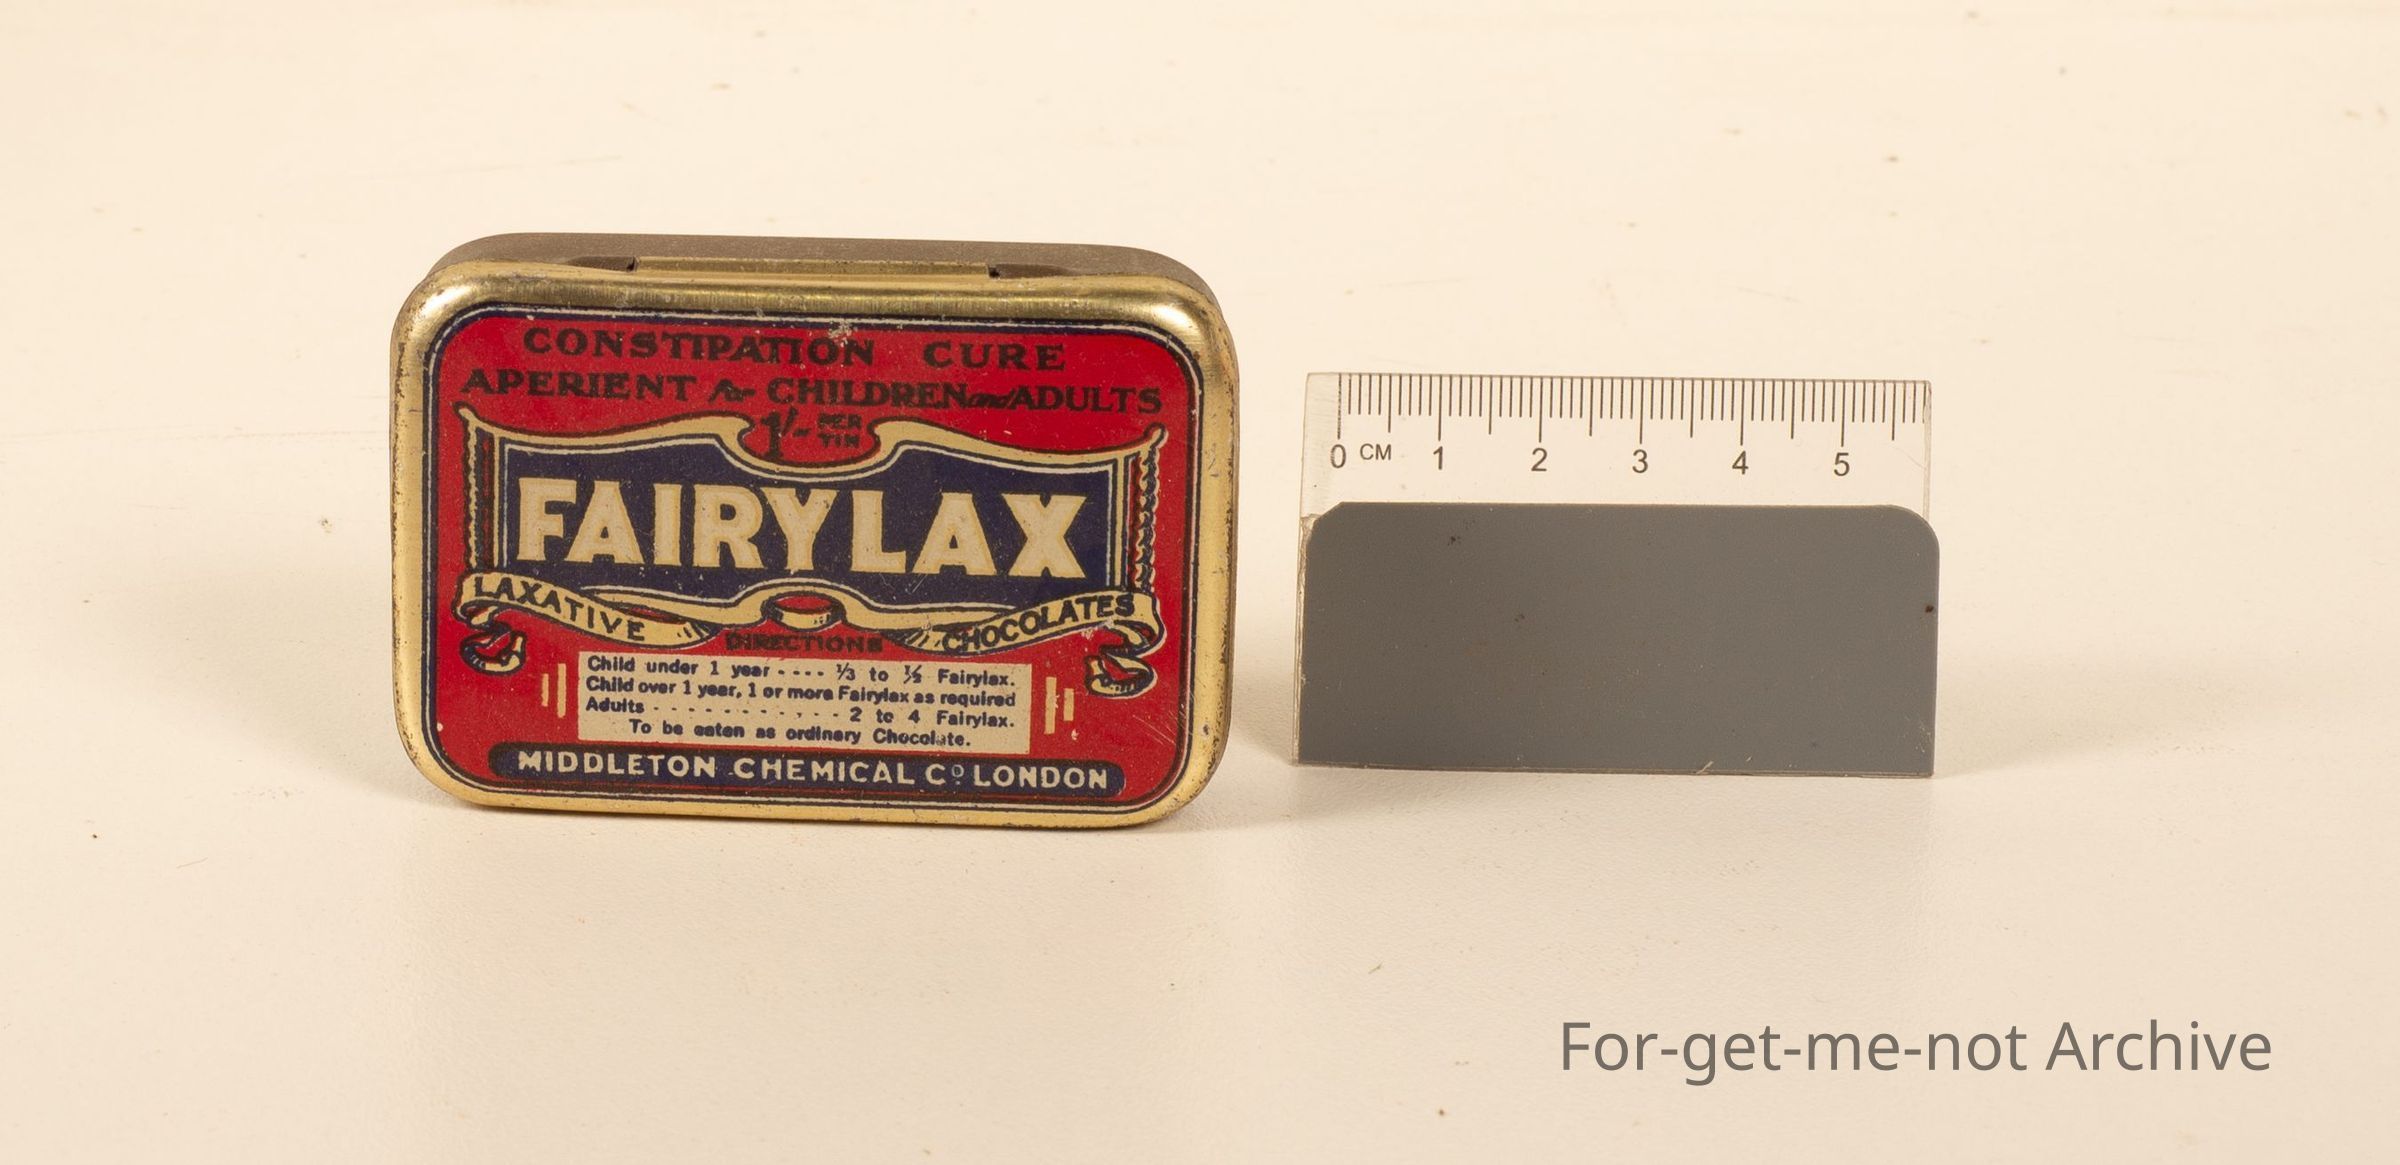 CONSTIPATION CURE
APERIENT for CHILDREN and ADULTS
1/- PER TIN
FAIRYLAX
LAXATIVE CHOCOLATES
DIRECTIONS
Child under 1 year ---- ⅓ to ½ Fairylax.
Child over 1 year, 1 or more Fairylax as required
Adults - - - - - - - - - - - - 2 to 4 Fairylax.
To be eaten as ordinary Chocolate.
MIDDLETON CHEMICAL Cº LONDON
0 CM 1 2 3 4 5
For-get-me-not Archive